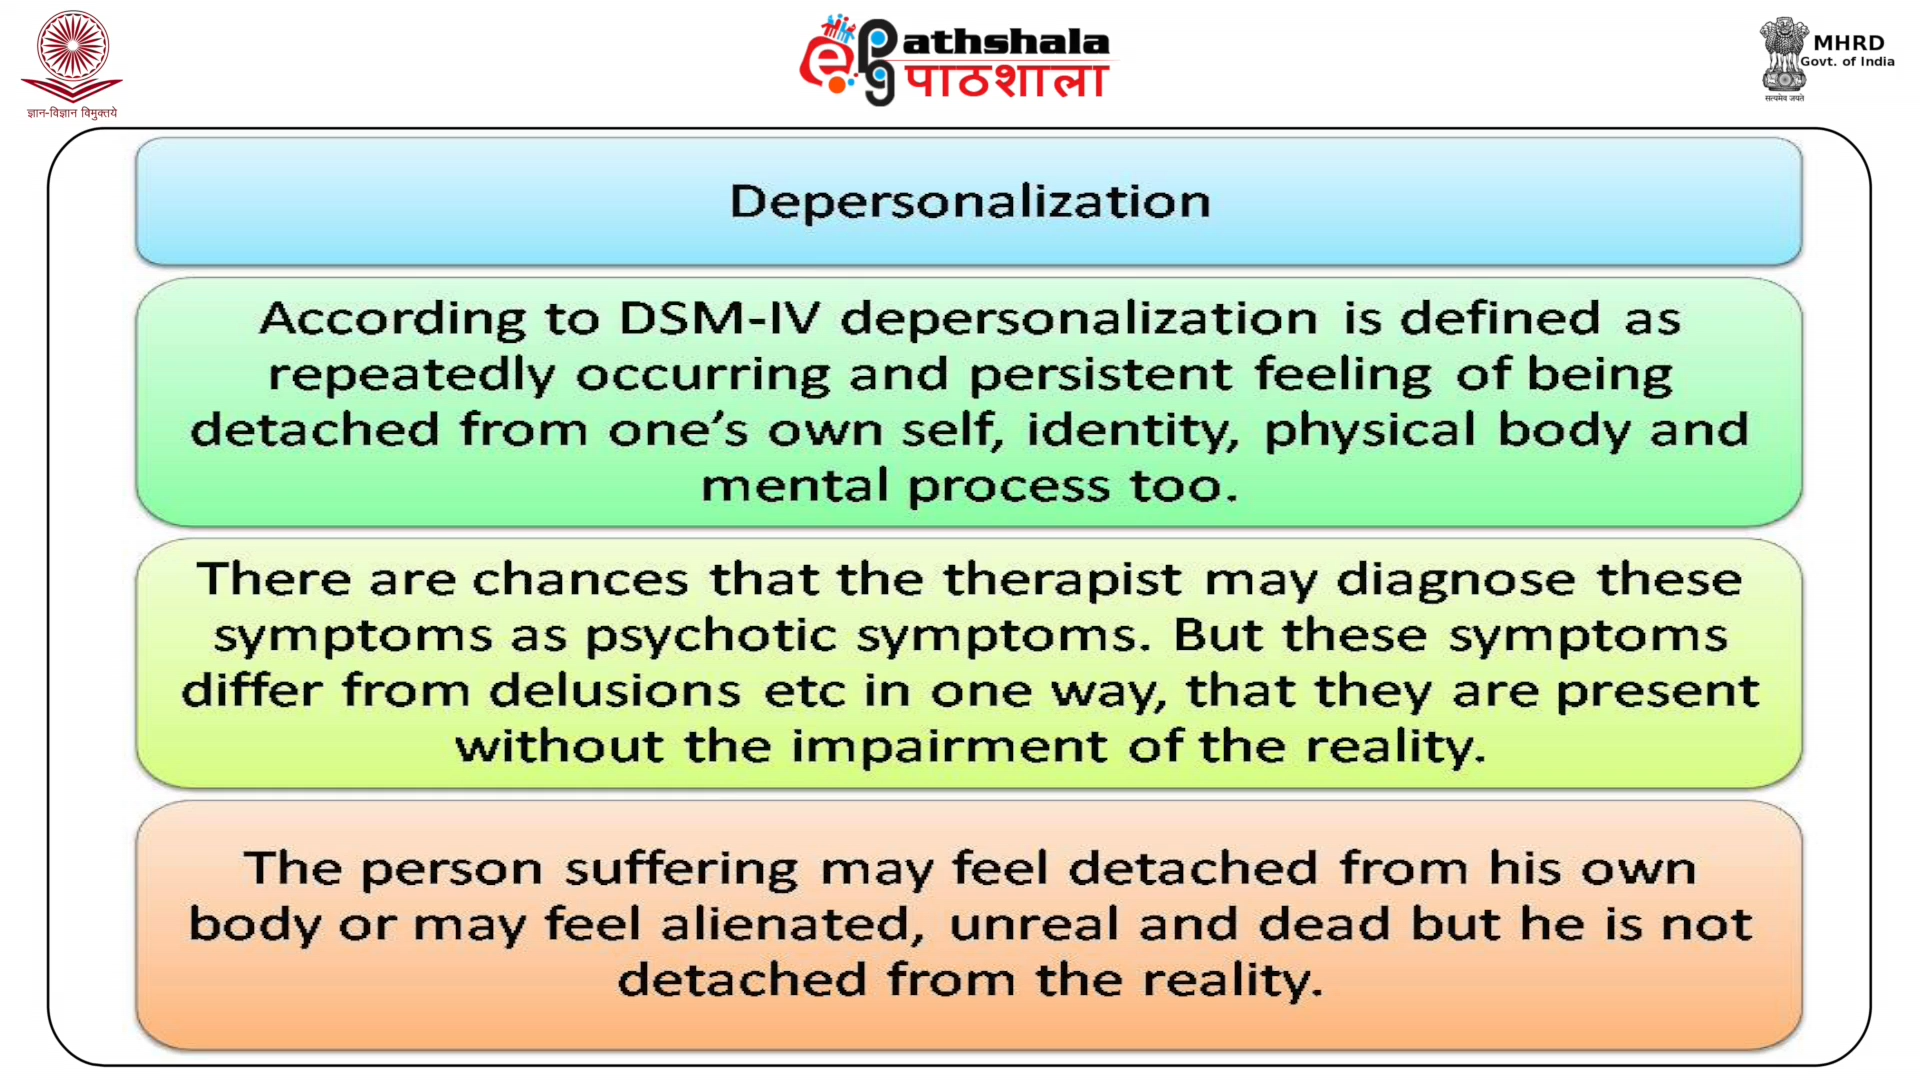 ज्ञान-विज्ञान विमुक्तये
e pg Pathshala
पाठशाला
MHRD
Govt. of India
सत्यमेव जयते
Depersonalization
According to DSM-IV depersonalization is defined as
repeatedly occurring and persistent feeling of being
detached from one’s own self, identity, physical body and
mental process too.
There are chances that the therapist may diagnose these
symptoms as psychotic symptoms. But these symptoms
differ from delusions etc in one way, that they are present
without the impairment of the reality.
The person suffering may feel detached from his own
body or may feel alienated, unreal and dead but he is not
detached from the reality.